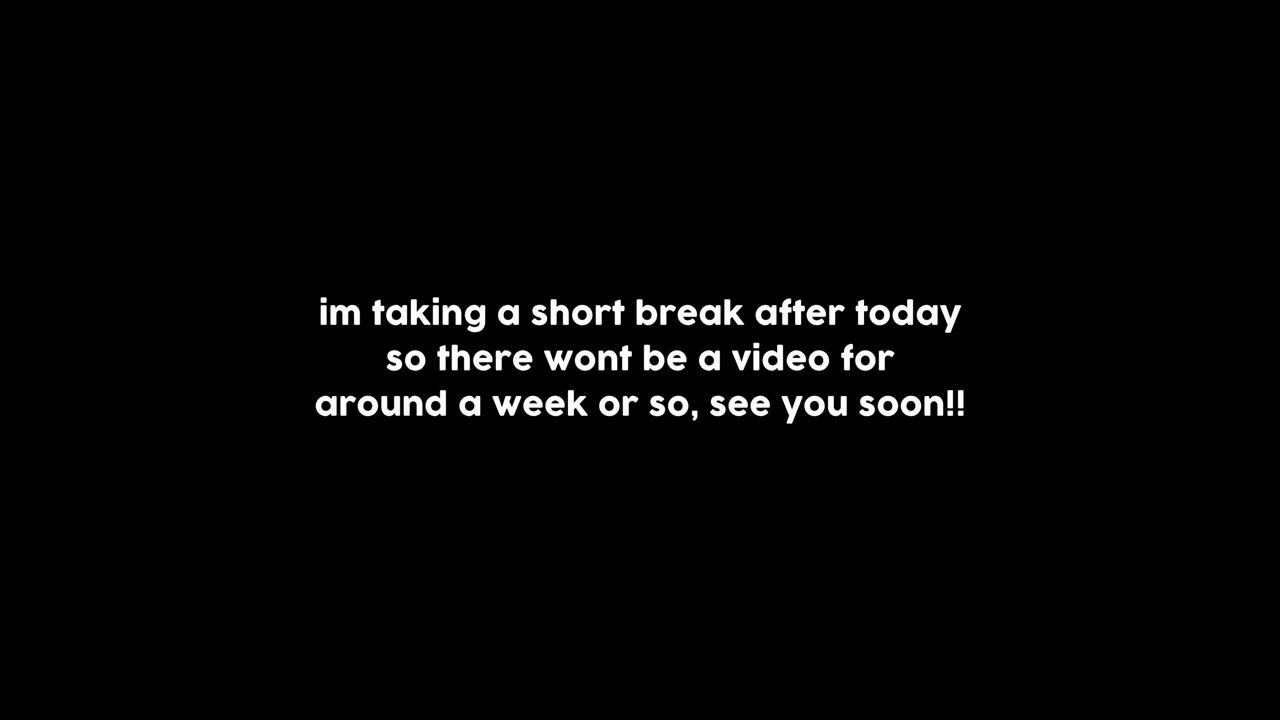 im taking a short break after today
so there wont be a video for
around a week or so, see you soon!!